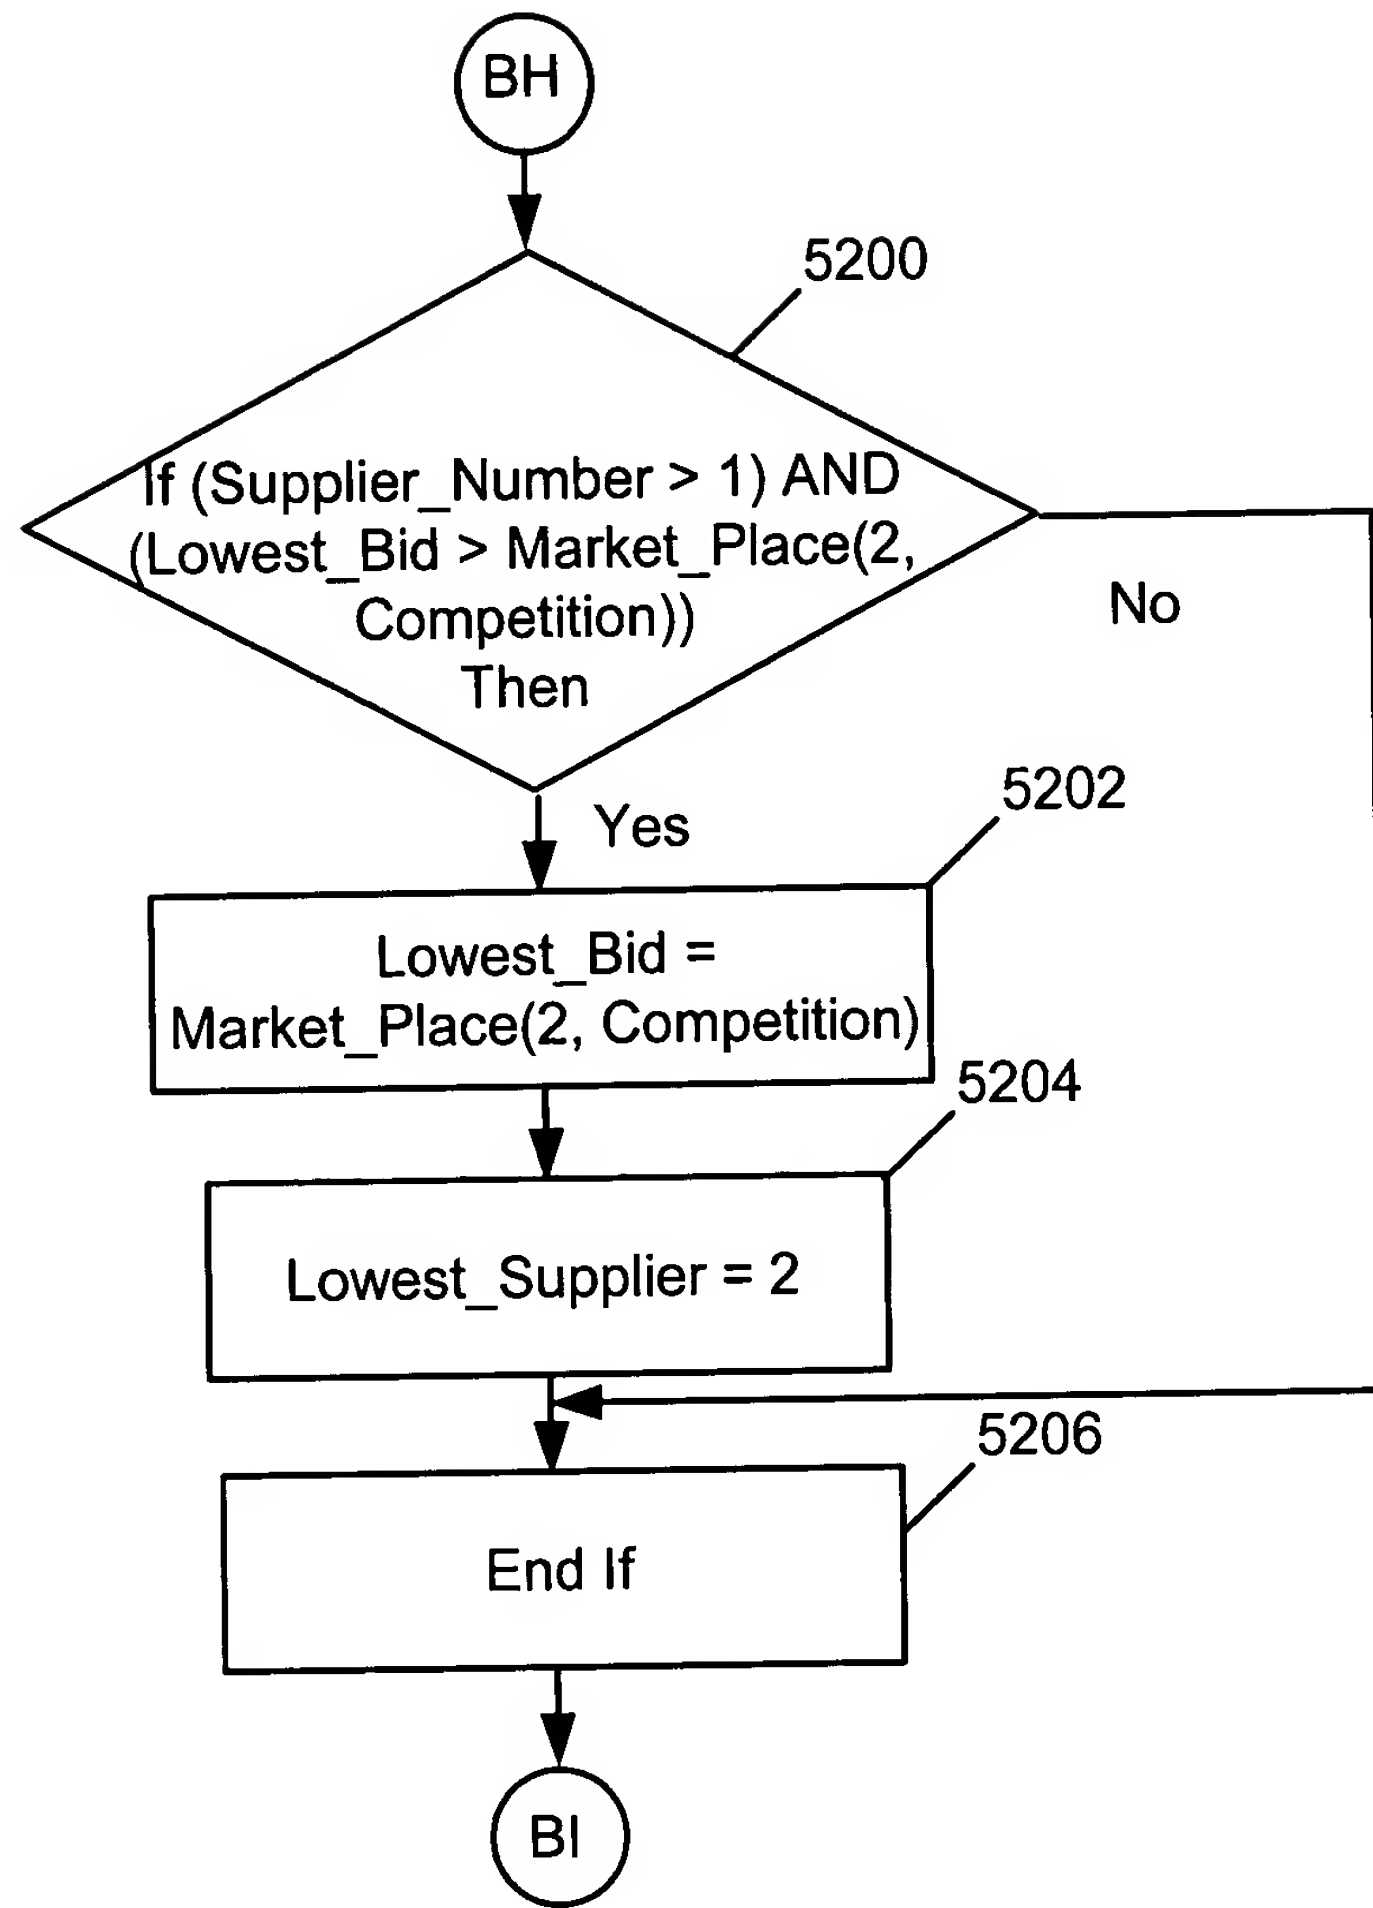 BH
5200
If (Supplier_Number > 1) AND
(Lowest_Bid > Market_Place(2,
Competition))
Then
No
5202
Yes
Lowest_Bid =
Market_Place(2, Competition)
5204
Lowest_Supplier = 2
5206
End If
BI